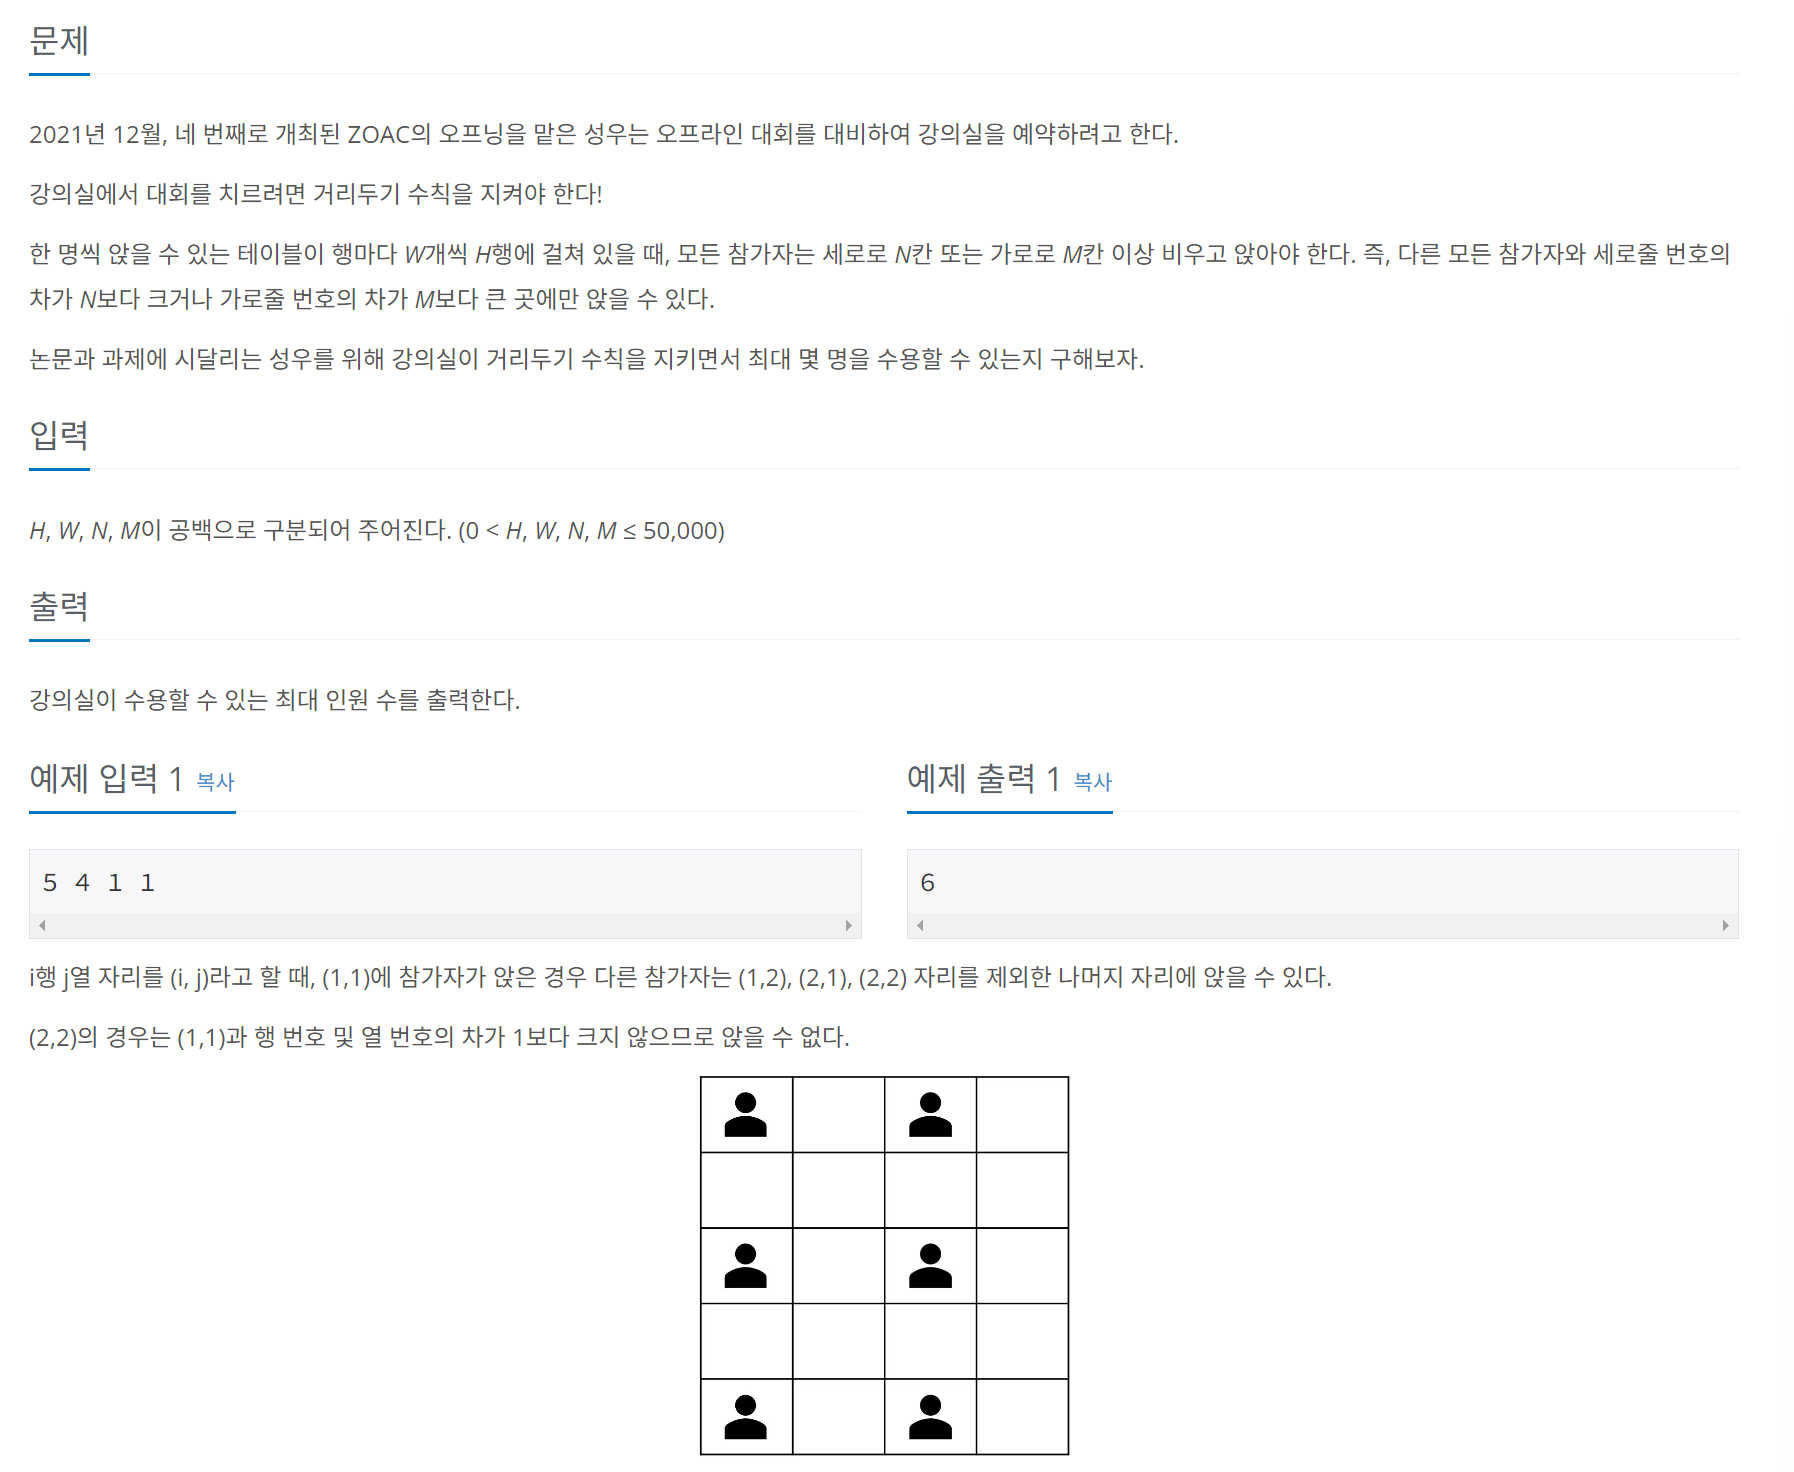 문제
2021년 12월, 네 번째로 개최된 ZOAC의 오프닝을 맡은 성우는 오프라인 대회를 대비하여 강의실을 예약하려고 한다.
강의실에서 대회를 치르려면 거리두기 수칙을 지켜야 한다!
한 명씩 앉을 수 있는 테이블이 행마다 W개씩 H행에 걸쳐 있을 때, 모든 참가자는 세로로 N칸 또는 가로로 M칸 이상 비우고 앉아야 한다. 즉, 다른 모든 참가자와 세로줄 번호의
차가 N보다 크거나 가로줄 번호의 차가 M보다 큰 곳에만 앉을 수 있다.
논문과 과제에 시달리는 성우를 위해 강의실이 거리두기 수칙을 지키면서 최대 몇 명을 수용할 수 있는지 구해보자.
입력
H, W, N, M이 공백으로 구분되어 주어진다. (0 < H, W, N, M ≤ 50,000)
출력
강의실이 수용할 수 있는 최대 인원 수를 출력한다.
예제 입력 1 복사
예제 출력 1 복사
5 4 1 1
6
i행 j열 자리를 (i, j)라고 할 때, (1,1)에 참가자가 앉은 경우 다른 참가자는 (1,2), (2,1), (2,2) 자리를 제외한 나머지 자리에 앉을 수 있다.
(2,2)의 경우는 (1,1)과 행 번호 및 열 번호의 차가 1보다 크지 않으므로 앉을 수 없다.